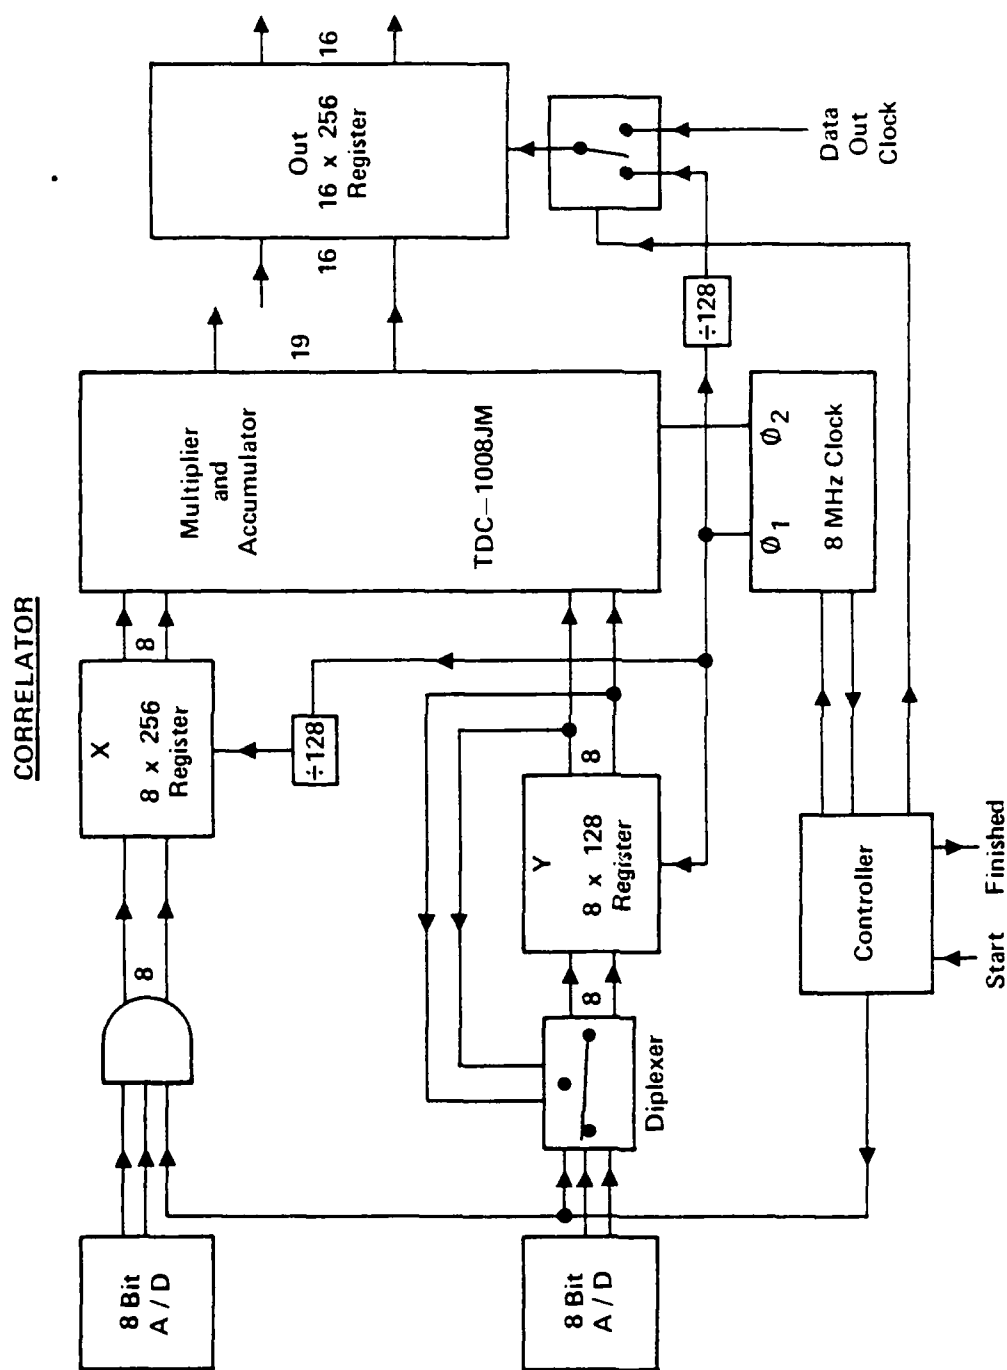 CORRELATOR
8 Bit
A / D
8
X
8 x 256
Register
8
÷128
Multiplier
and
Accumulator
TDC–1008JM
19
16
Out
16 x 256
Register
16
8 Bit
A / D
Diplexer
8
Y
8 x 128
Register
8
÷128
Data
Out
Clock
Ø1
Ø2
8 MHz Clock
Controller
Start
Finished